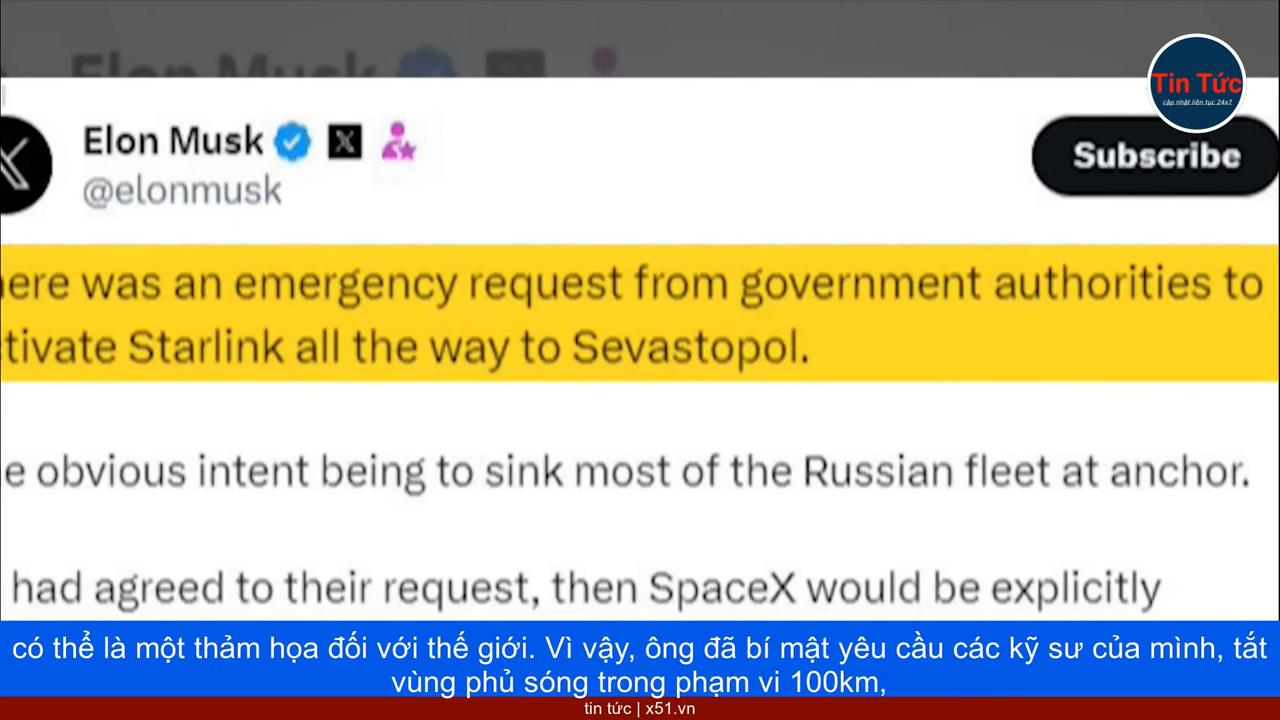 Elon Musk
Tin Tức
cập nhật liên tục 24x7
Elon Musk
@elonmusk
Subscribe
ere was an emergency request from government authorities to
tivate Starlink all the way to Sevastopol.
e obvious intent being to sink most of the Russian fleet at anchor.
had agreed to their request, then SpaceX would be explicitly
có thể là một thảm họa đối với thế giới. Vì vậy, ông đã bí mật yêu cầu các kỹ sư của mình, tắt
vùng phủ sóng trong phạm vi 100km,
tin tức | x51.vn